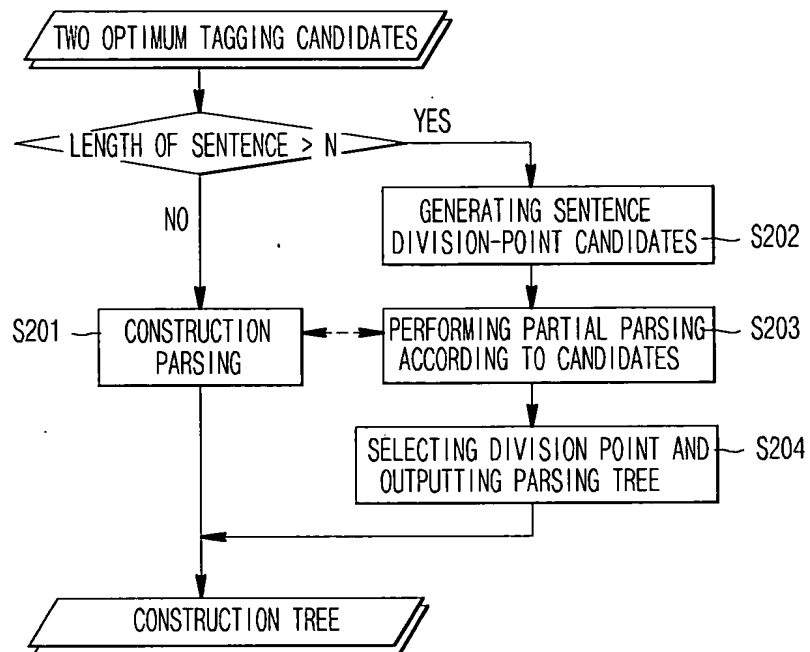 TWO OPTIMUM TAGGING CANDIDATES
LENGTH OF SENTENCE > N
YES
NO
GENERATING SENTENCE
DIVISION-POINT CANDIDATES
S202
S201
CONSTRUCTION
PARSING
PERFORMING PARTIAL PARSING
ACCORDING TO CANDIDATES
S203
SELECTING DIVISION POINT AND
OUTPUTTING PARSING TREE
S204
CONSTRUCTION TREE